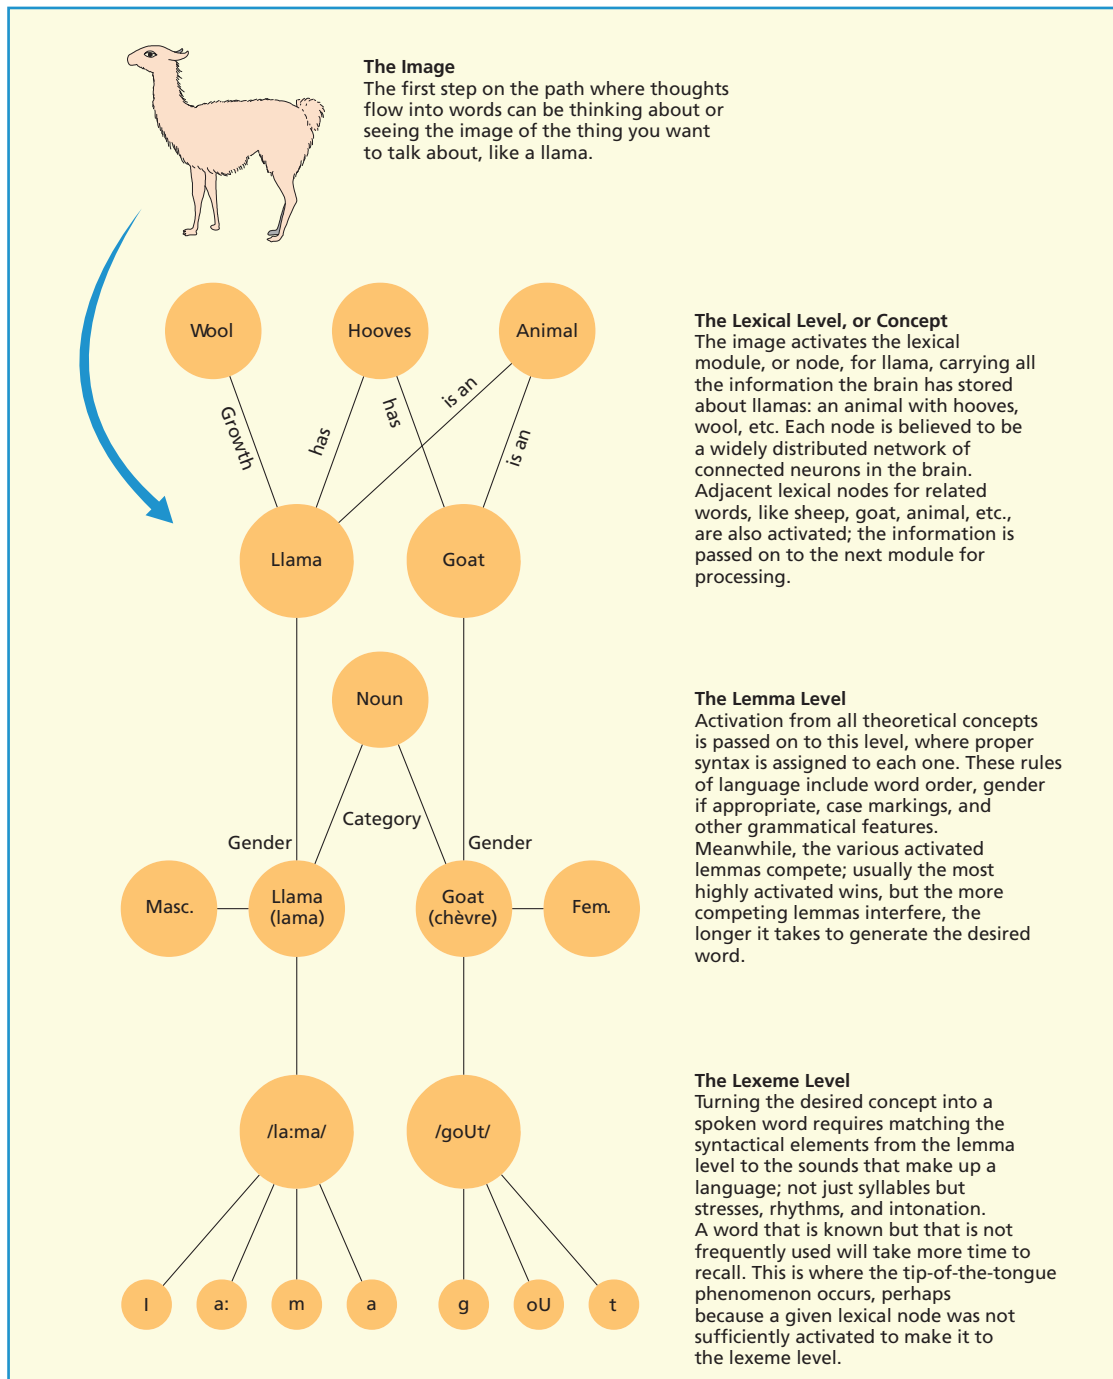 The Image
The first step on the path where thoughts
flow into words can be thinking about or
seeing the image of the thing you want
to talk about, like a llama.
Wool
Hooves
Animal
Growth
has
has
is an
is an
Llama
Goat
The Lexical Level, or Concept
The image activates the lexical
module, or node, for llama, carrying all
the information the brain has stored
about llamas: an animal with hooves,
wool, etc. Each node is believed to be
a widely distributed network of
connected neurons in the brain.
Adjacent lexical nodes for related
words, like sheep, goat, animal, etc.,
are also activated; the information is
passed on to the next module for
processing.
Noun
Category
Gender
Gender
Masc.
Llama
(lama)
Goat
(chèvre)
Fem.
The Lemma Level
Activation from all theoretical concepts
is passed on to this level, where proper
syntax is assigned to each one. These rules
of language include word order, gender
if appropriate, case markings, and
other grammatical features.
Meanwhile, the various activated
lemmas compete; usually the most
highly activated wins, but the more
competing lemmas interfere, the
longer it takes to generate the desired
word.
/la:ma/
/goUt/
l
a:
m
a
g
oU
t
The Lexeme Level
Turning the desired concept into a
spoken word requires matching the
syntactical elements from the lemma
level to the sounds that make up a
language; not just syllables but
stresses, rhythms, and intonation.
A word that is known but that is not
frequently used will take more time to
recall. This is where the tip-of-the-tongue
phenomenon occurs, perhaps
because a given lexical node was not
sufficiently activated to make it to
the lexeme level.